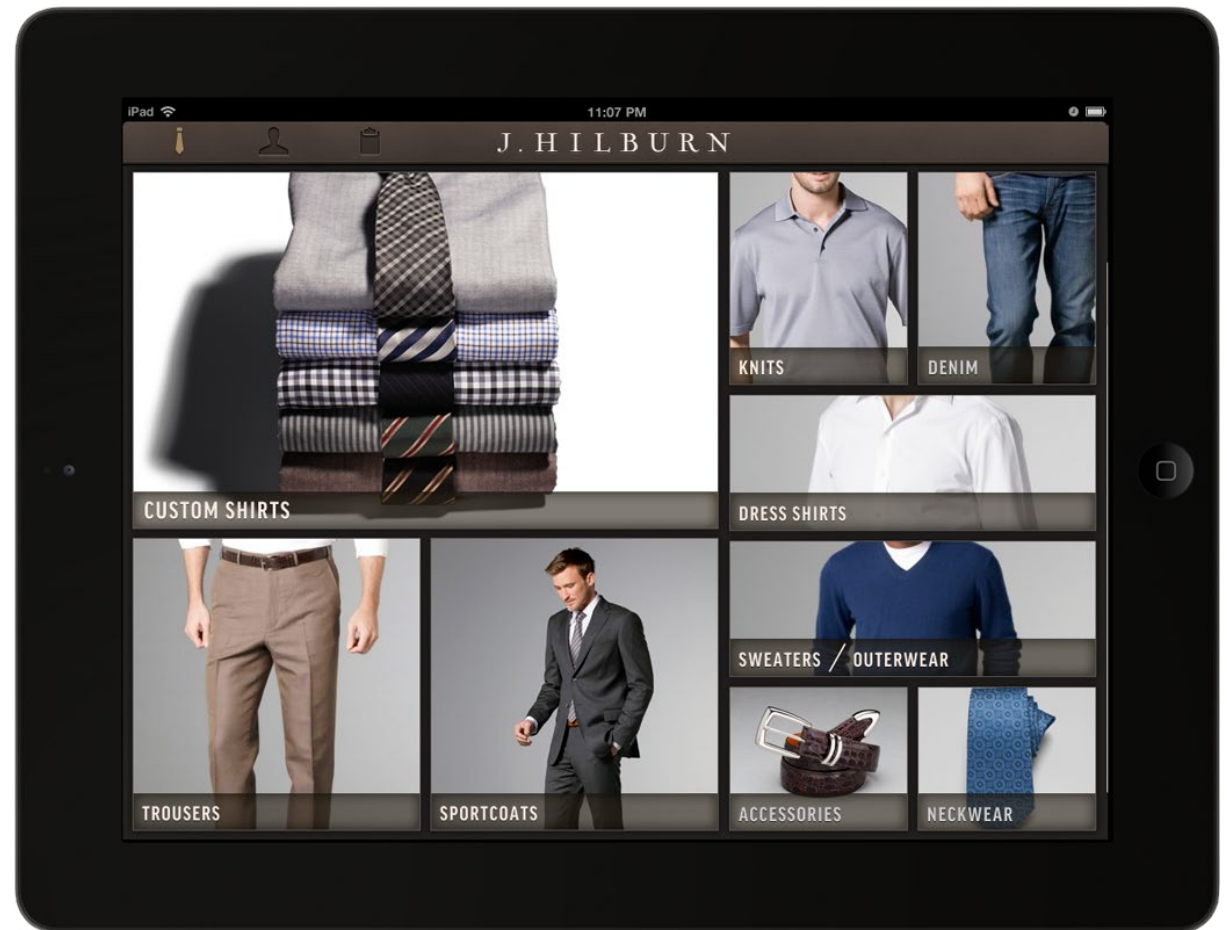 iPad 11:07 PM
J. HILBURN
CUSTOM SHIRTS
KNITS
DENIM
DRESS SHIRTS
SWEATERS / OUTERWEAR
TROUSERS
SPORTCOATS
ACCESSORIES
NECKWEAR